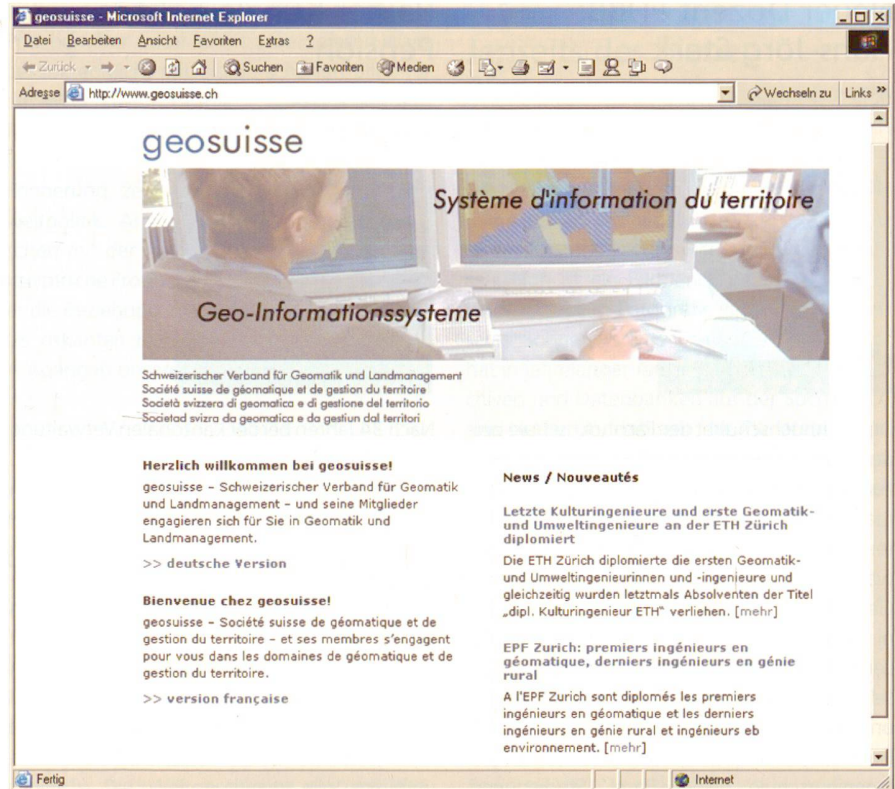 geosuisse - Microsoft Internet Explorer
Datei Bearbeiten Ansicht Favoriten Extras ?
Zurück Suchen Favoriten Medien
Adresse http://www.geosuisse.ch Wechseln zu Links »
geosuisse
Système d'information du territoire
Geo-Informationssysteme
Schweizerischer Verband für Geomatik und Landmanagement
Société suisse de géomatique et de gestion du territoire
Società svizzera di geomatica e di gestione del territorio
Societad svizra da geomatica e da gestiun dal territori
Herzlich willkommen bei geosuisse!
geosuisse – Schweizerischer Verband für Geomatik
und Landmanagement – und seine Mitglieder
engagieren sich für Sie in Geomatik und
Landmanagement.
>> deutsche Version
Bienvenue chez geosuisse!
geosuisse – Société suisse de géomatique et de
gestion du territoire – et ses membres s'engagent
pour vous dans les domaines de géomatique et de
gestion du territoire.
>> version française
News / Nouveautés
Letzte Kulturingenieure und erste Geomatik-
und Umweltingenieure an der ETH Zürich
diplomiert
Die ETH Zürich diplomierte die ersten Geomatik-
und Umweltingenieurinnen und -ingenieure und
gleichzeitig wurden letztmals Absolventen der Titel
„dipl. Kulturingenieur ETH" verliehen. [mehr]
EPF Zurich: premiers ingénieurs en
géomatique, derniers ingénieurs en génie
rural
A l'EPF Zurich sont diplomés les premiers
ingénieurs en géomatique et les derniers
ingénieurs en génie rural et ingénieurs eb
environnement. [mehr]
Fertig Internet